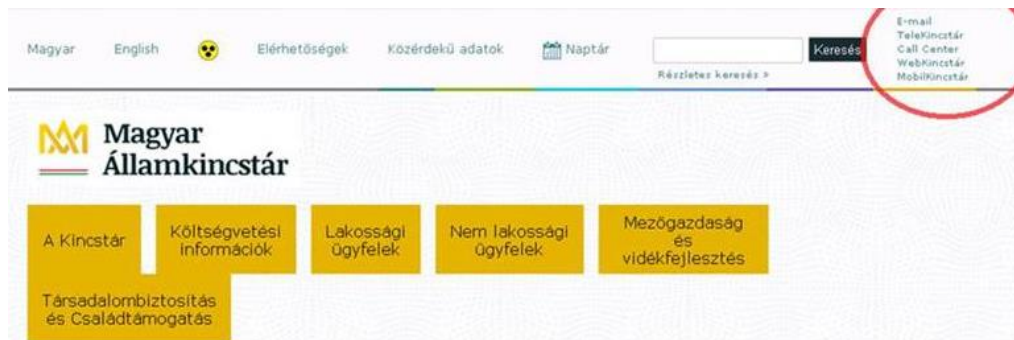 Magyar English Elérhetőségek Közérdekű adatok Naptár Keresés
Részletes keresés »
E-mail
TeleKincstár
Call Center
WebKincstár
MobilKincstár
Magyar
Államkincstár
A Kincstár
Költségvetési
információk
Lakossági
ügyfelek
Nem lakossági
ügyfelek
Mezőgazdaság
és
vidékfejlesztés
Társadalombiztosítás
és Családtámogatás